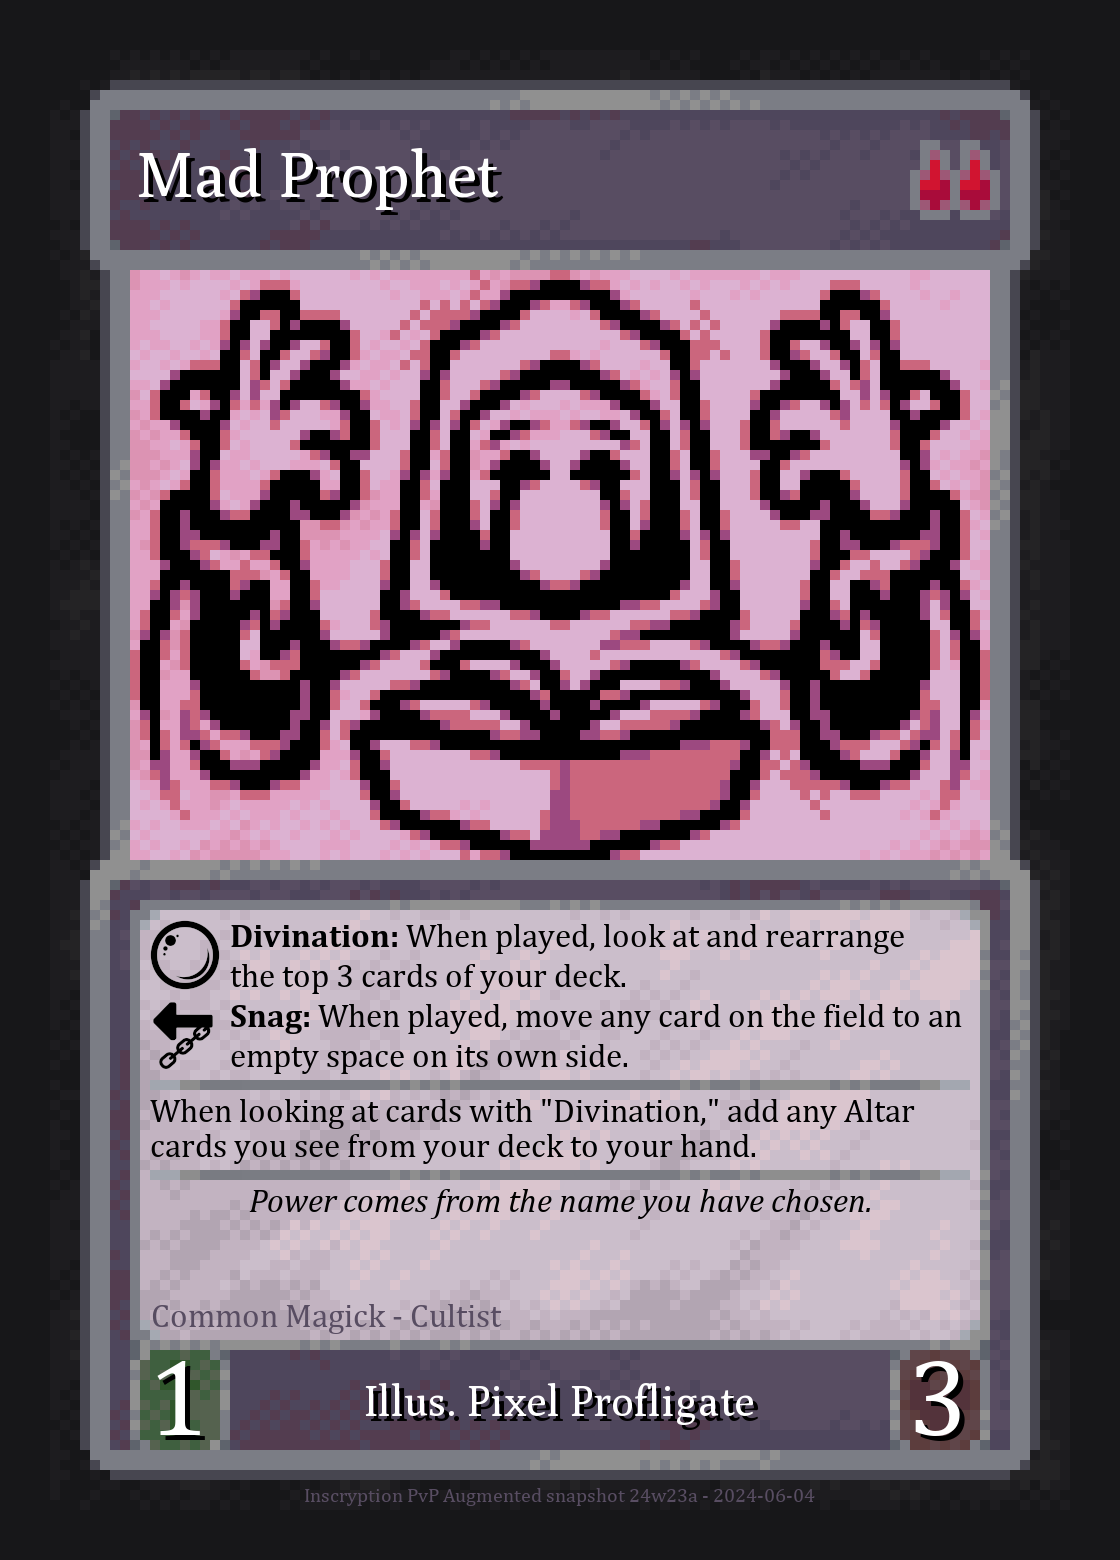 Mad Prophet
Divination: When played, look at and rearrange
the top 3 cards of your deck.
Snag: When played, move any card on the field to an
empty space on its own side.
When looking at cards with "Divination," add any Altar
cards you see from your deck to your hand.
Power comes from the name you have chosen.
Common Magick - Cultist
1
Illus. Pixel Profligate
3
Inscryption PvP Augmented snapshot 24w23a - 2024-06-04